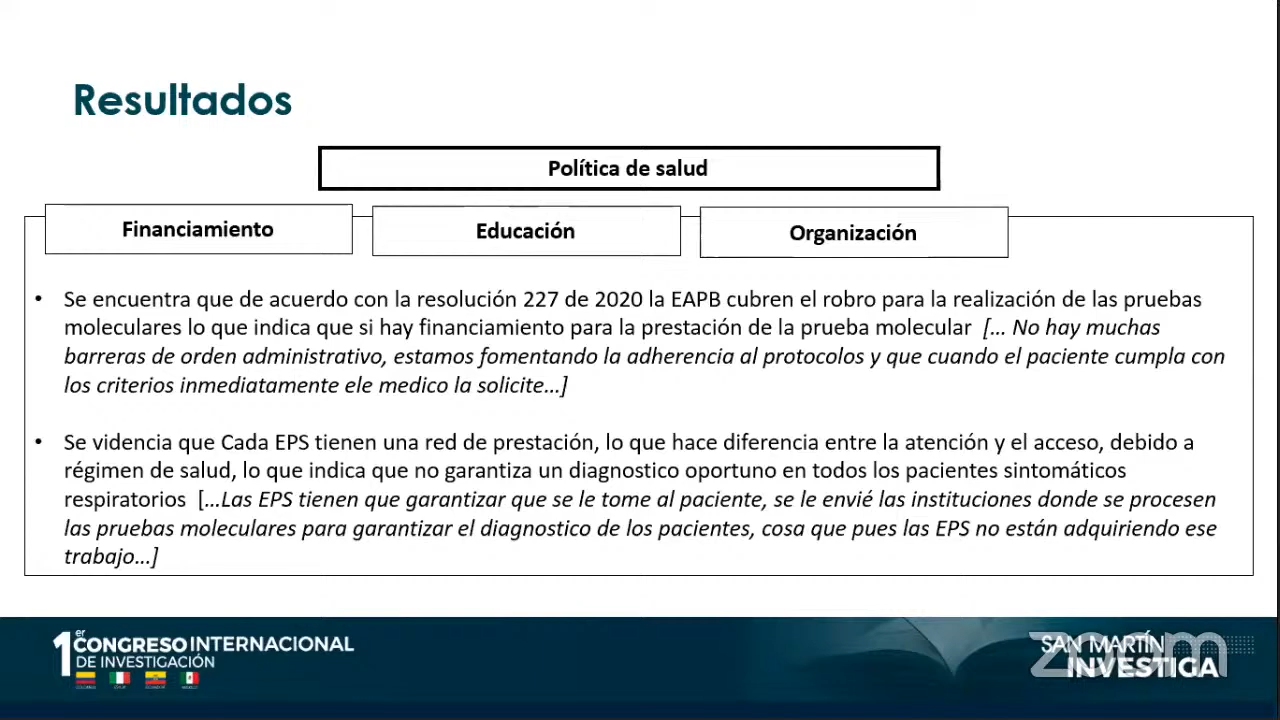 Resultados
Política de salud
Financiamiento
Educación
Organización
• Se encuentra que de acuerdo con la resolución 227 de 2020 la EAPB cubren el robro para la realización de las pruebas
moleculares lo que indica que si hay financiamiento para la prestación de la prueba molecular [… No hay muchas
barreras de orden administrativo, estamos fomentando la adherencia al protocolos y que cuando el paciente cumpla con
los criterios inmediatamente ele medico la solicite…]
• Se videncia que Cada EPS tienen una red de prestación, lo que hace diferencia entre la atención y el acceso, debido a
régimen de salud, lo que indica que no garantiza un diagnostico oportuno en todos los pacientes sintomáticos
respiratorios […Las EPS tienen que garantizar que se le tome al paciente, se le envié las instituciones donde se procesen
las pruebas moleculares para garantizar el diagnostico de los pacientes, cosa que pues las EPS no están adquiriendo ese
trabajo…]
1er CONGRESO INTERNACIONAL
DE INVESTIGACIÓN
COLOMBIA ECUADOR MÉXICO
SAN MARTÍN
INVESTIGA
zoom